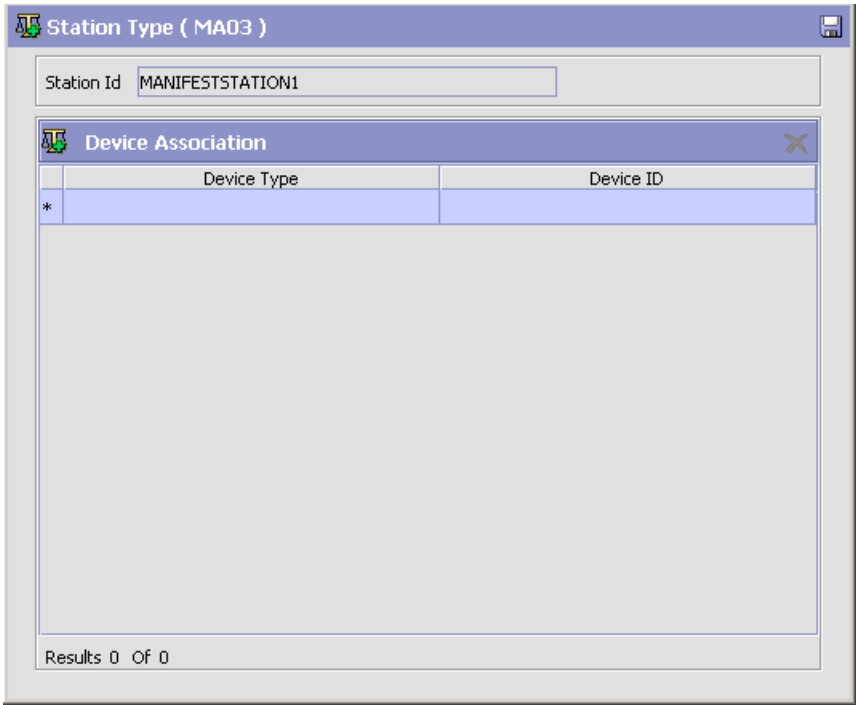 Station Type ( MA03 )
Station Id MANIFESTSTATION1
Device Association
Device Type Device ID
*
Results 0 Of 0